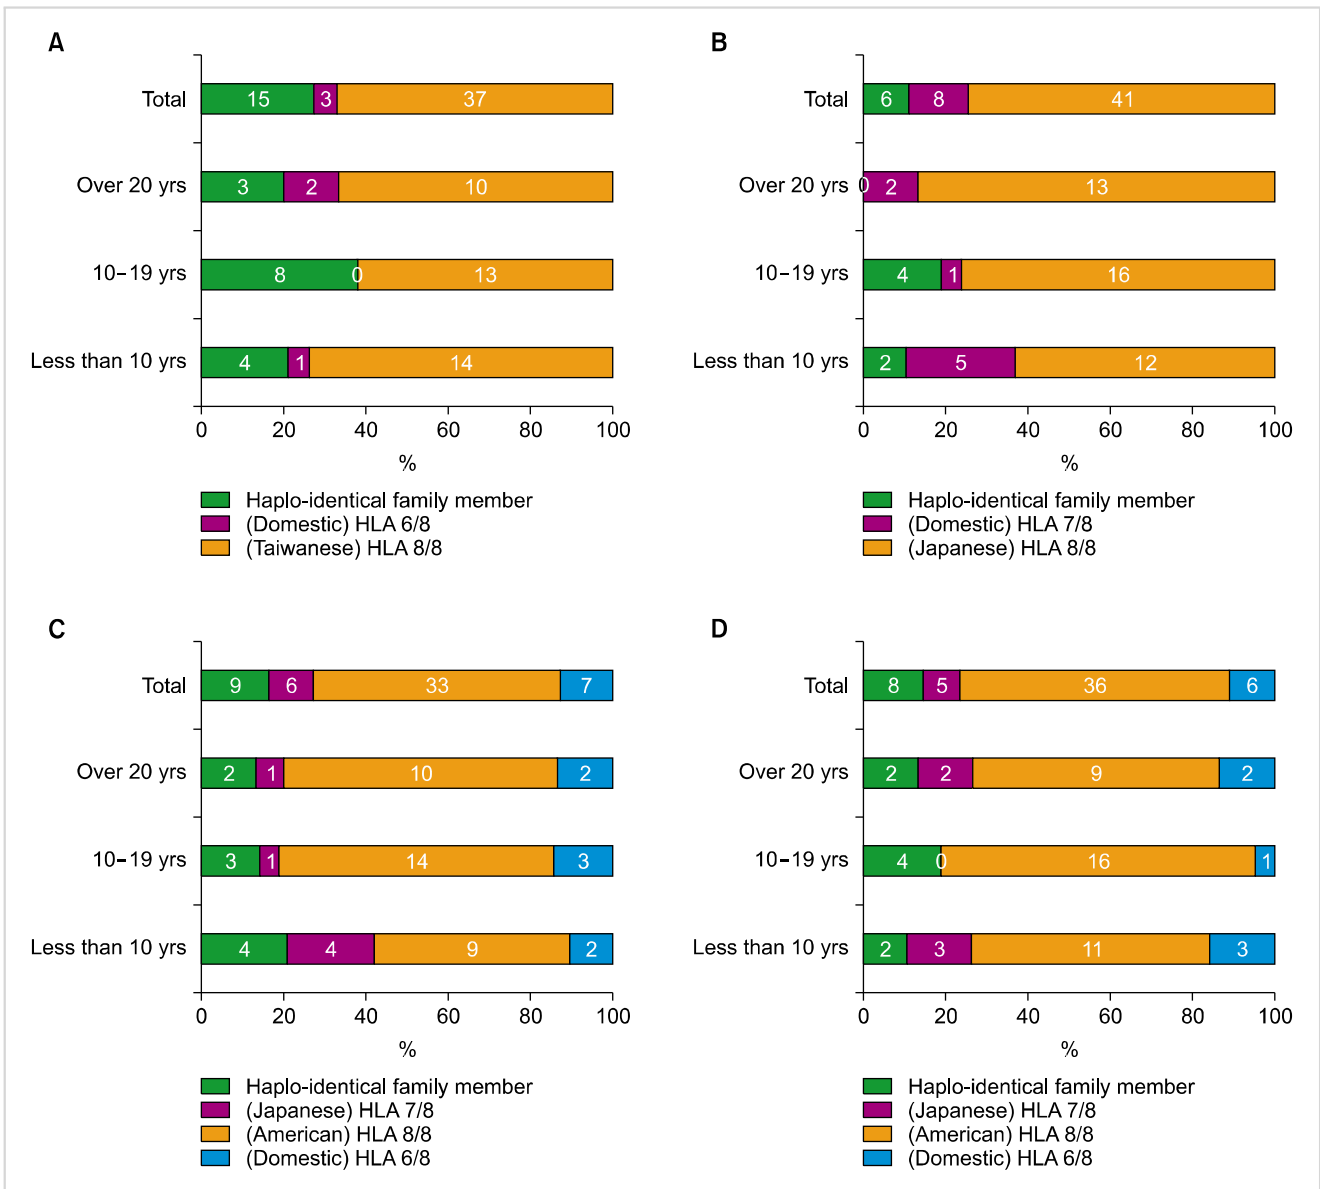 A
Total 15 3 37
Over 20 yrs 3 2 10
10–19 yrs 8 0 13
Less than 10 yrs 4 1 14
0 20 40 60 80 100
%
Haplo-identical family member
(Domestic) HLA 6/8
(Taiwanese) HLA 8/8
B
Total 6 8 41
Over 20 yrs 0 2 13
10–19 yrs 4 1 16
Less than 10 yrs 2 5 12
0 20 40 60 80 100
%
Haplo-identical family member
(Domestic) HLA 7/8
(Japanese) HLA 8/8
C
Total 9 6 33 7
Over 20 yrs 2 1 10 2
10–19 yrs 3 1 14 3
Less than 10 yrs 4 4 9 2
0 20 40 60 80 100
%
Haplo-identical family member
(Japanese) HLA 7/8
(American) HLA 8/8
(Domestic) HLA 6/8
D
Total 8 5 36 6
Over 20 yrs 2 2 9 2
10–19 yrs 4 0 16 1
Less than 10 yrs 2 3 11 3
0 20 40 60 80 100
%
Haplo-identical family member
(Japanese) HLA 7/8
(American) HLA 8/8
(Domestic) HLA 6/8